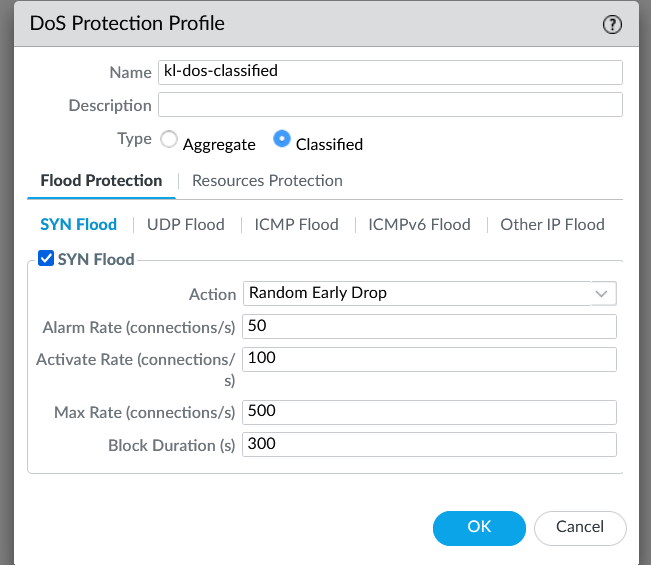 DoS Protection Profile
Name kl-dos-classified
Description
Type Aggregate Classified
Flood Protection Resources Protection
SYN Flood UDP Flood ICMP Flood ICMPv6 Flood Other IP Flood
SYN Flood
Action Random Early Drop
Alarm Rate (connections/s) 50
Activate Rate (connections/
s) 100
Max Rate (connections/s) 500
Block Duration (s) 300
OK Cancel